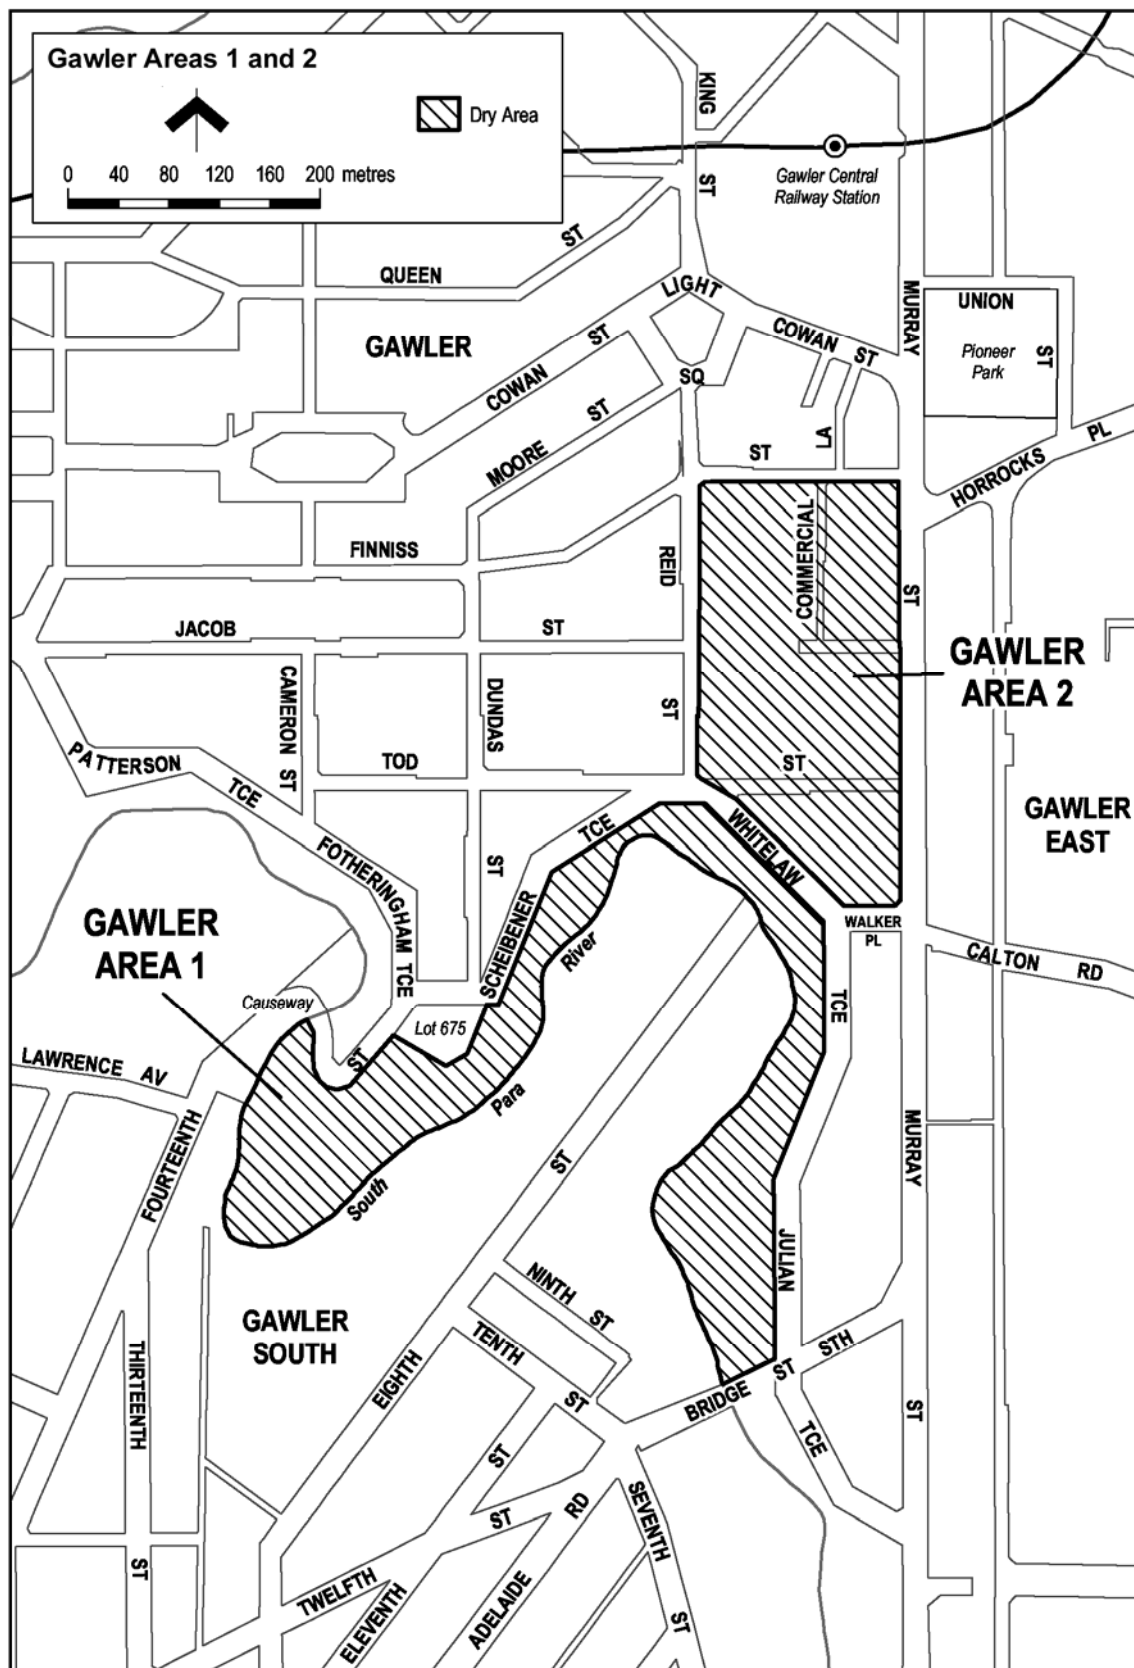 Gawler Areas 1 and 2
Dry Area
0 40 80 120 160 200 metres
KING
ST
Gawler Central
Railway Station
ST
QUEEN
LIGHT
MURRAY
UNION
GAWLER
ST
COWAN
COWAN
ST
Pioneer
Park
ST
SQ
ST
MOORE
ST
LA
PL
HORROCKS
FINNISS
REID
COMMERCIAL
ST
JACOB
ST
GAWLER
AREA 2
CAMERON ST
DUNDAS
ST
PATTERSON
TCE
TOD
ST
GAWLER
EAST
FOTHERINGHAM TCE
ST
TCE
WHITELAW
GAWLER
AREA 1
SCHEIBENER
River
WALKER
PL
CALTON RD
Causeway
Lot 675
TCE
LAWRENCE AV
ST
Para
FOURTEENTH
ST
MURRAY
South
JULIAN
NINTH ST
GAWLER
SOUTH
TENTH
ST
THIRTEENTH
EIGHTH
BRIDGE ST STH
ST
TCE
ST
ST
RD
SEVENTH
ST
TWELFTH
ELEVENTH
ADELAIDE
ST